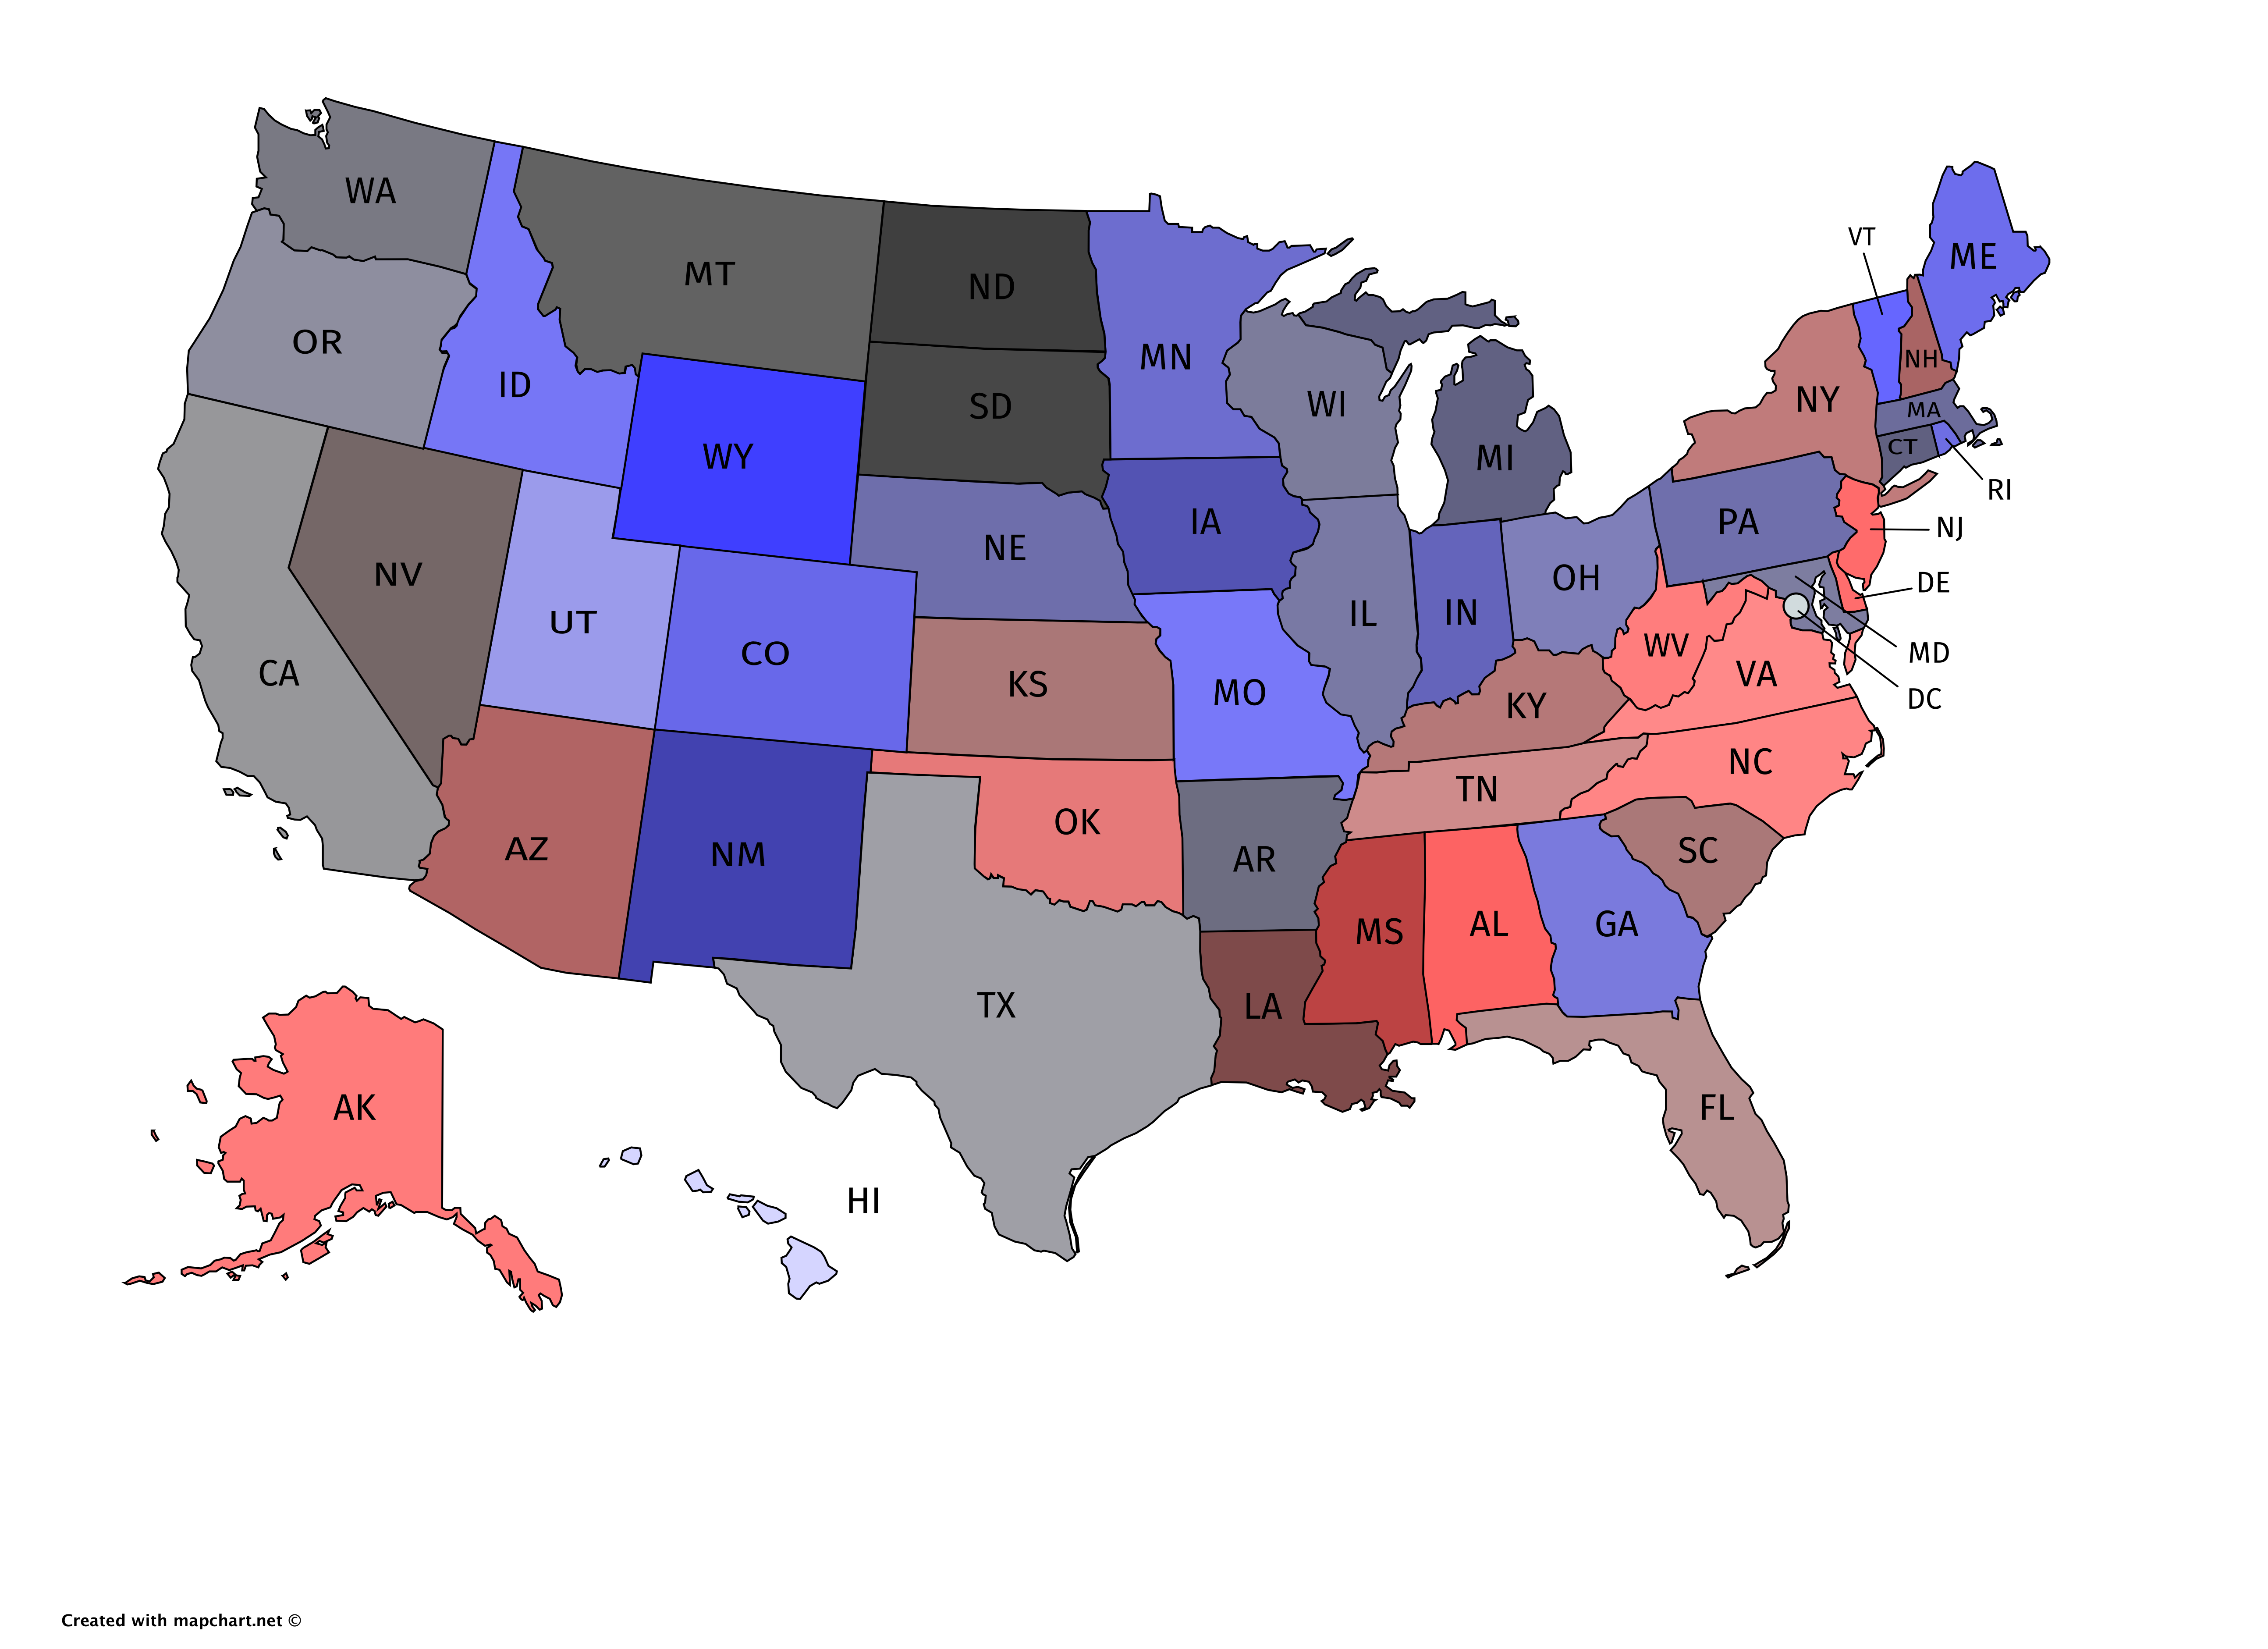 WA
MT
ND
OR
ID
SD
MN
WY
WI
MI
VT
ME
NH
NY
MA
CT
RI
NJ
PA
DE
MD
DC
NV
UT
CO
NE
IA
IL
IN
OH
WV
VA
CA
KS
MO
KY
TN
NC
AZ
NM
OK
AR
SC
MS
AL
GA
TX
LA
FL
AK
HI
Created with mapchart.net ©